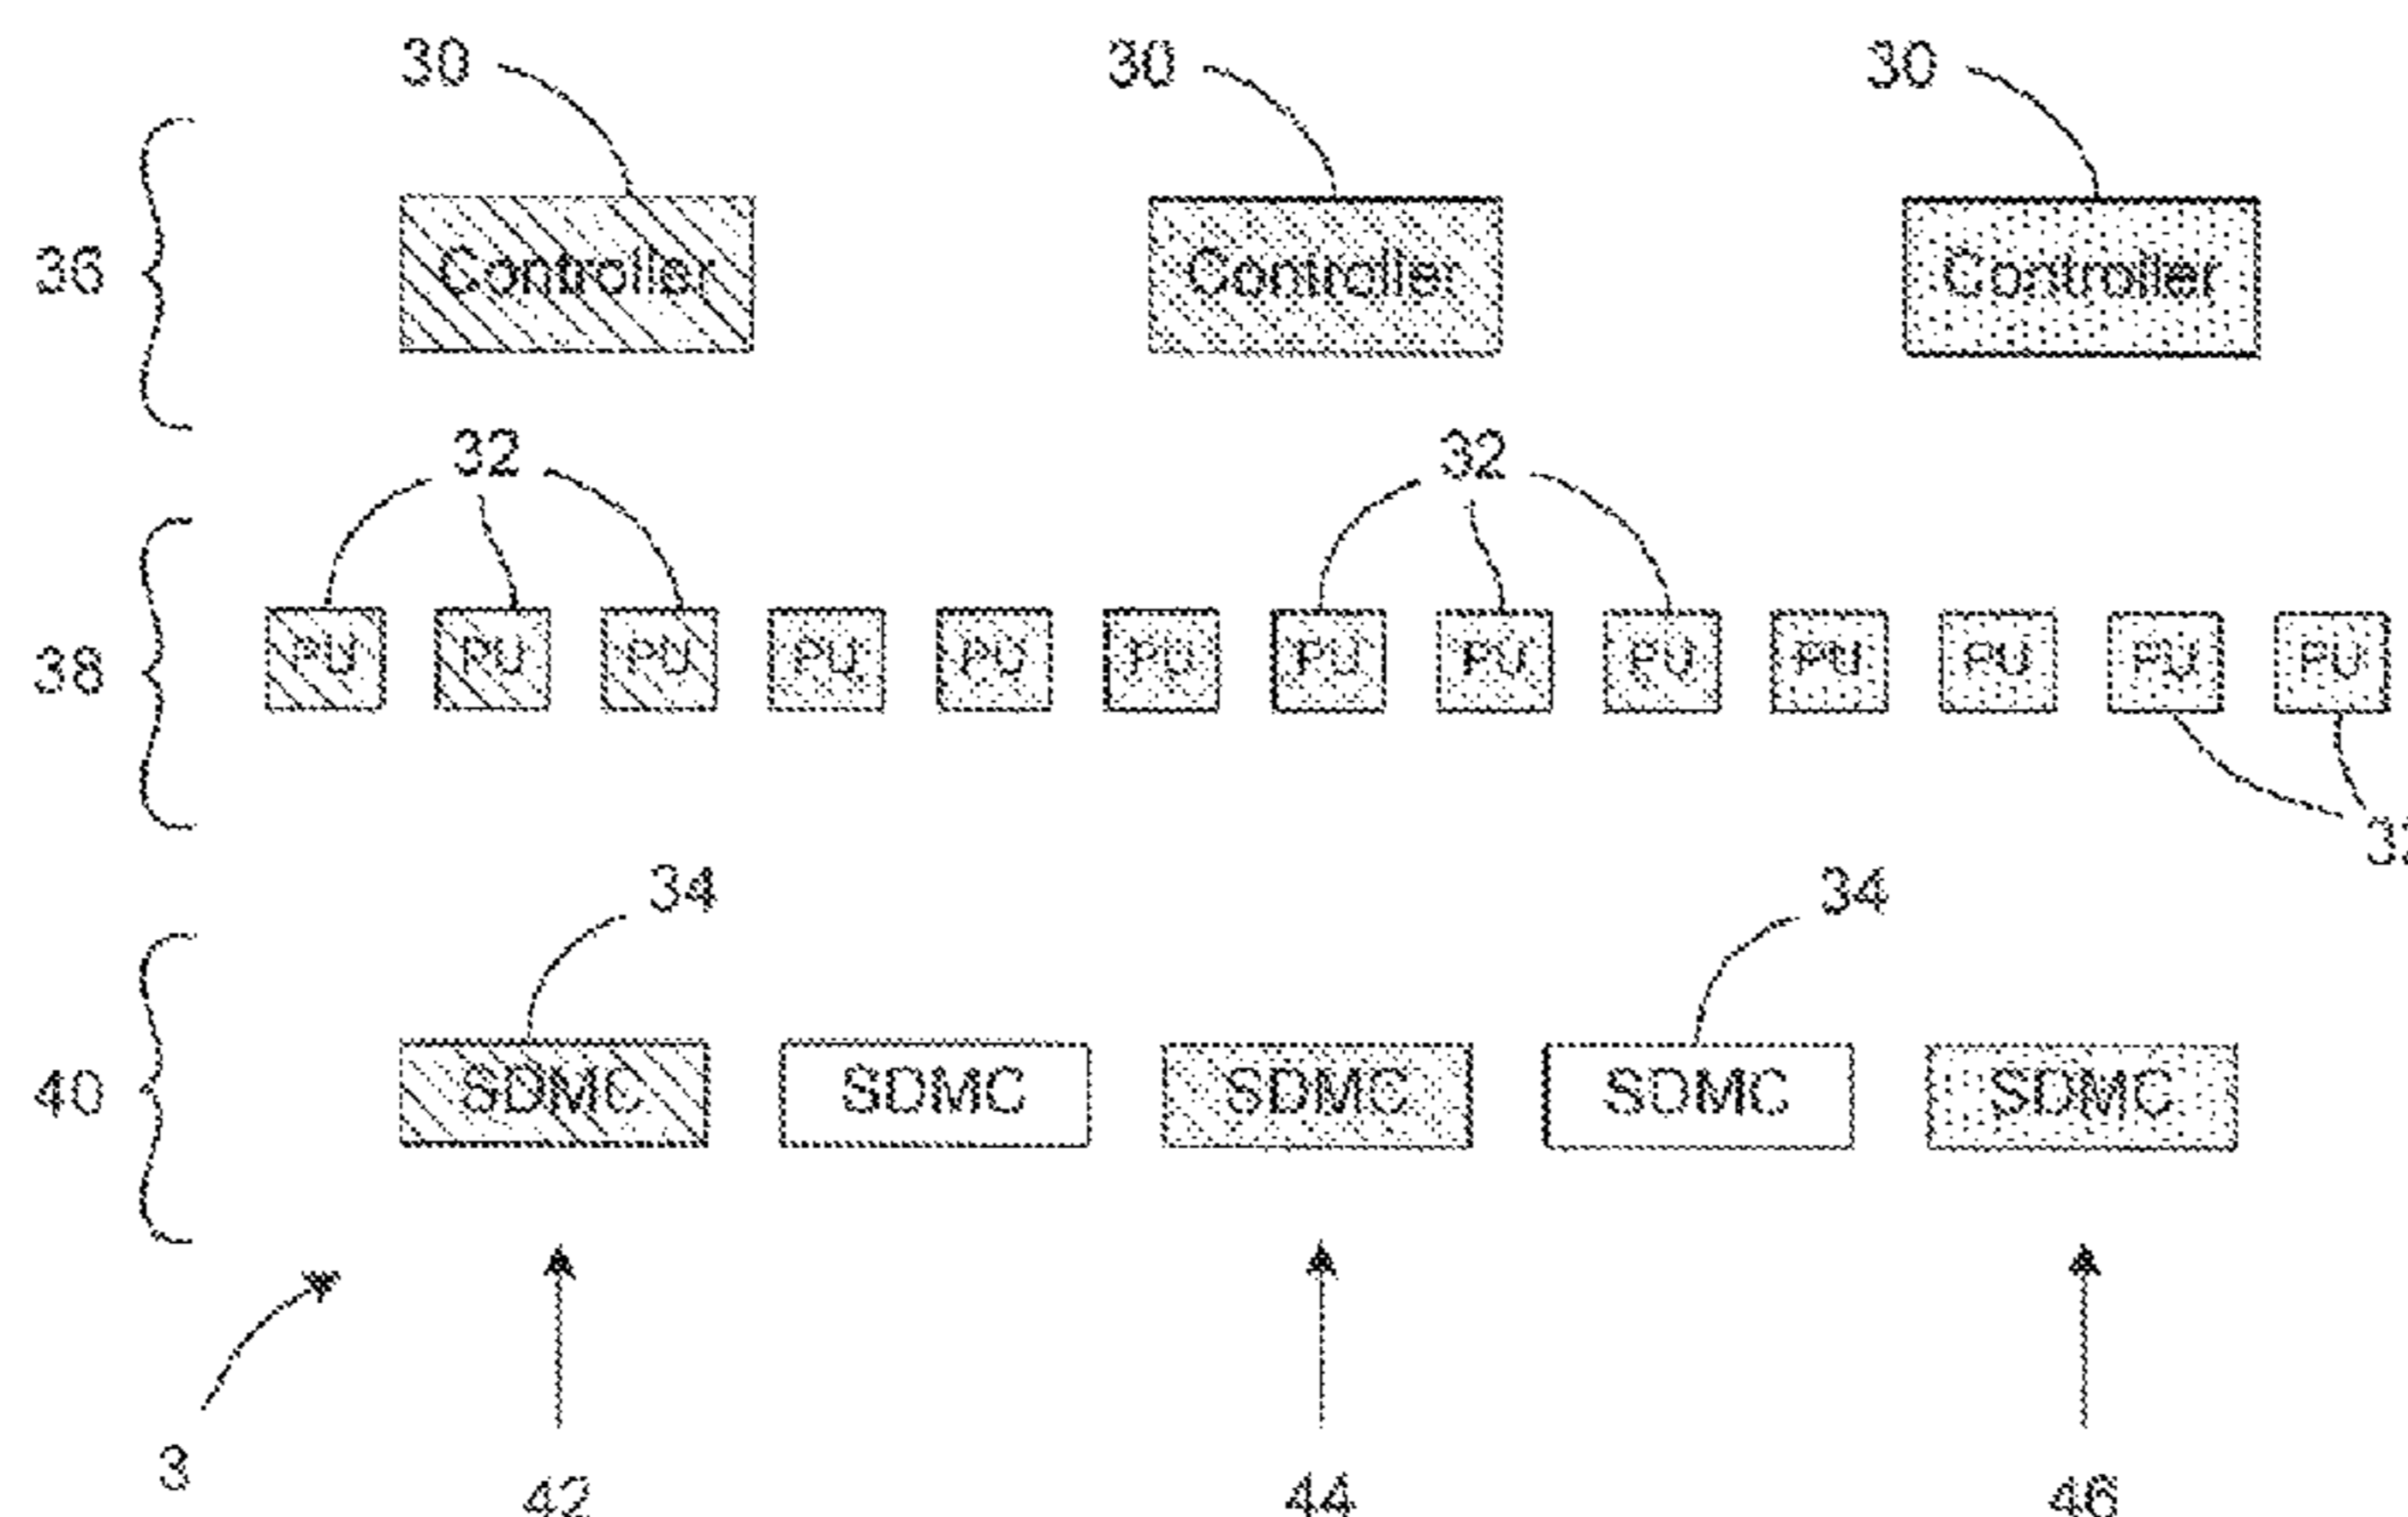 30 30 30
36 Controller Controller Controller
32 32
38 PU PU PU PU PU PU PU PU PU PU PU PU PU
34 34
40 SDMC SDMC SDMC SDMC SDMC
3 42 44 46